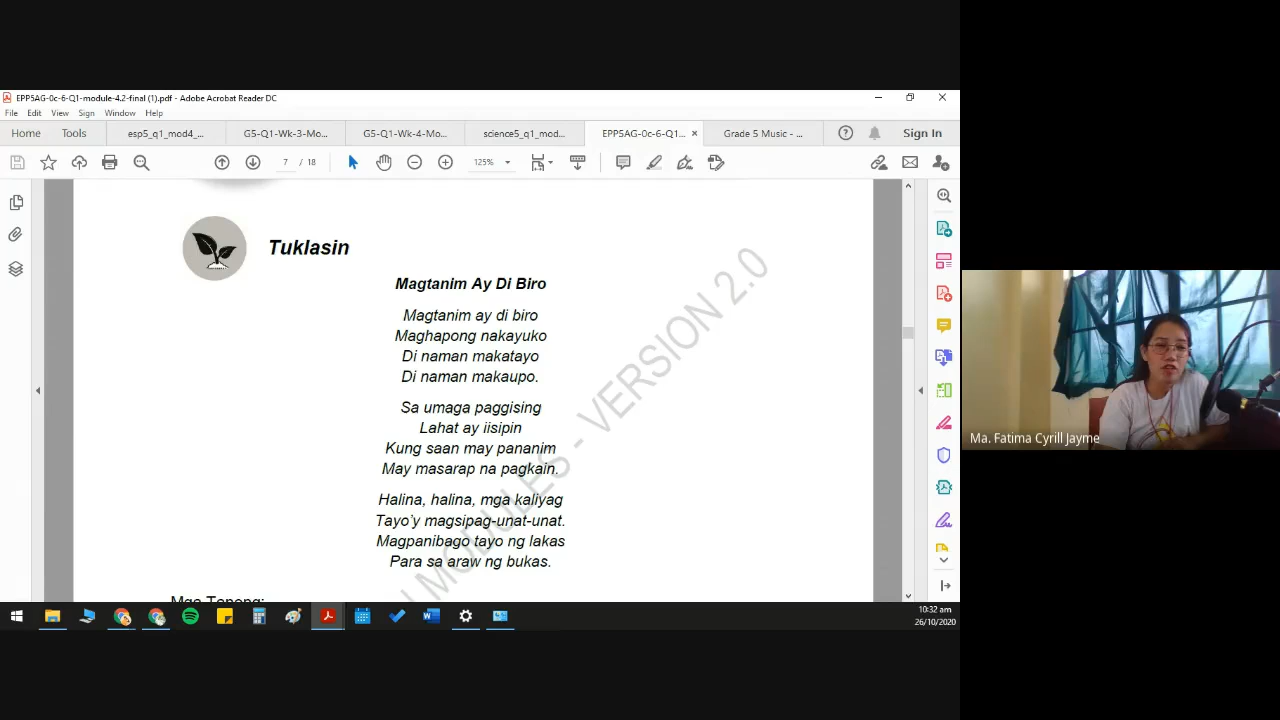 EPP5AG-0c-6-Q1-module-4.2-final (1).pdf - Adobe Acrobat Reader DC
File Edit View Sign Window Help
Home Tools esp5_q1_mod4_... G5-Q1-Wk-3-Mo... G5-Q1-Wk-4-Mo... science5_q1_mod... EPP5AG-0c-6-Q1... Grade 5 Music - ... Sign In
7 / 18 125%
Tuklasin
Magtanim Ay Di Biro
Magtanim ay di biro
Maghapong nakayuko
Di naman makatayo
Di naman makaupo.
Sa umaga paggising
Lahat ay iisipin
Kung saan may pananim
May masarap na pagkain.
Halina, halina, mga kaliyag
Tayo'y magsipag-unat-unat.
Magpanibago tayo ng lakas
Para sa araw ng bukas.
MODULES - VERSION 2.0
Ma. Fatima Cyrill Jayme
10:32 am
26/10/2020